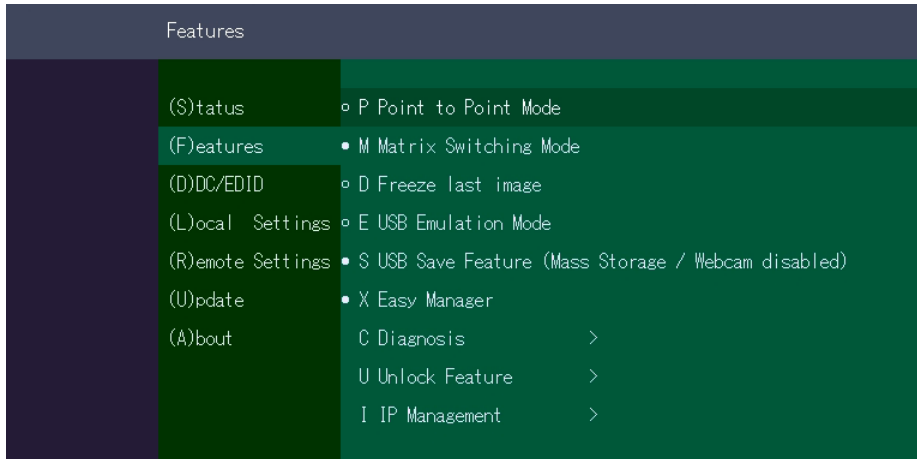 Features
(S)tatus
(F)eatures
(D)DC/EDID
(L)ocal Settings
(R)emote Settings
(U)pdate
(A)bout
P Point to Point Mode
M Matrix Switching Mode
D Freeze last image
E USB Emulation Mode
S USB Save Feature (Mass Storage / Webcam disabled)
X Easy Manager
C Diagnosis >
U Unlock Feature >
I IP Management >